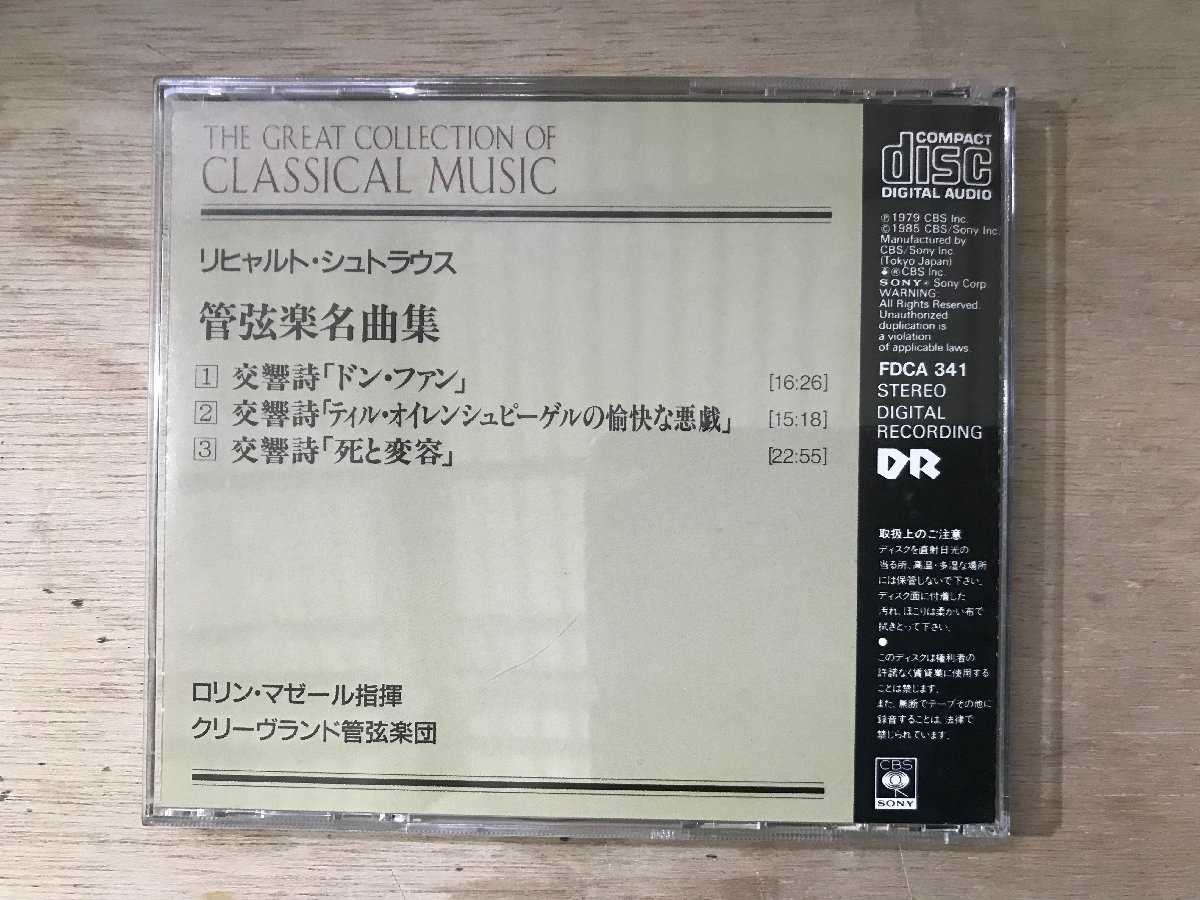 THE GREAT COLLECTION OF
CLASSICAL MUSIC
リヒャルト・シュトラウス
管弦楽名曲集
1 交響詩「ドン・ファン」 [16:26]
2 交響詩「ティル・オイレンシュピーゲルの愉快な悪戯」 [15:18]
3 交響詩「死と変容」 [22:55]
ロリン・マゼール指揮
クリーヴランド管弦楽団
COMPACT
disc
DIGITAL AUDIO
℗1979 CBS Inc.
©1985 CBS/Sony Inc.
Manufactured by
CBS/Sony Inc.
(Tokyo Japan)
®CBS Inc.
SONY® Sony Corp.
WARNING:
All Rights Reserved.
Unauthorized
duplication is
a violation
of applicable laws.
FDCA 341
STEREO
DIGITAL
RECORDING
DR
取扱上のご注意
ディスクを直射日光の
当る所、高温・多湿な場所
には保管しないで下さい。
ディスク面に付着した
汚れ、ほこりは柔かい布で
拭きとって下さい。
●
このディスクは権利者の
許諾なく賃貸業に使用する
ことは禁じます。
また、無断でテープその他に
録音することは、法律で
禁じられています。
CBS
SONY